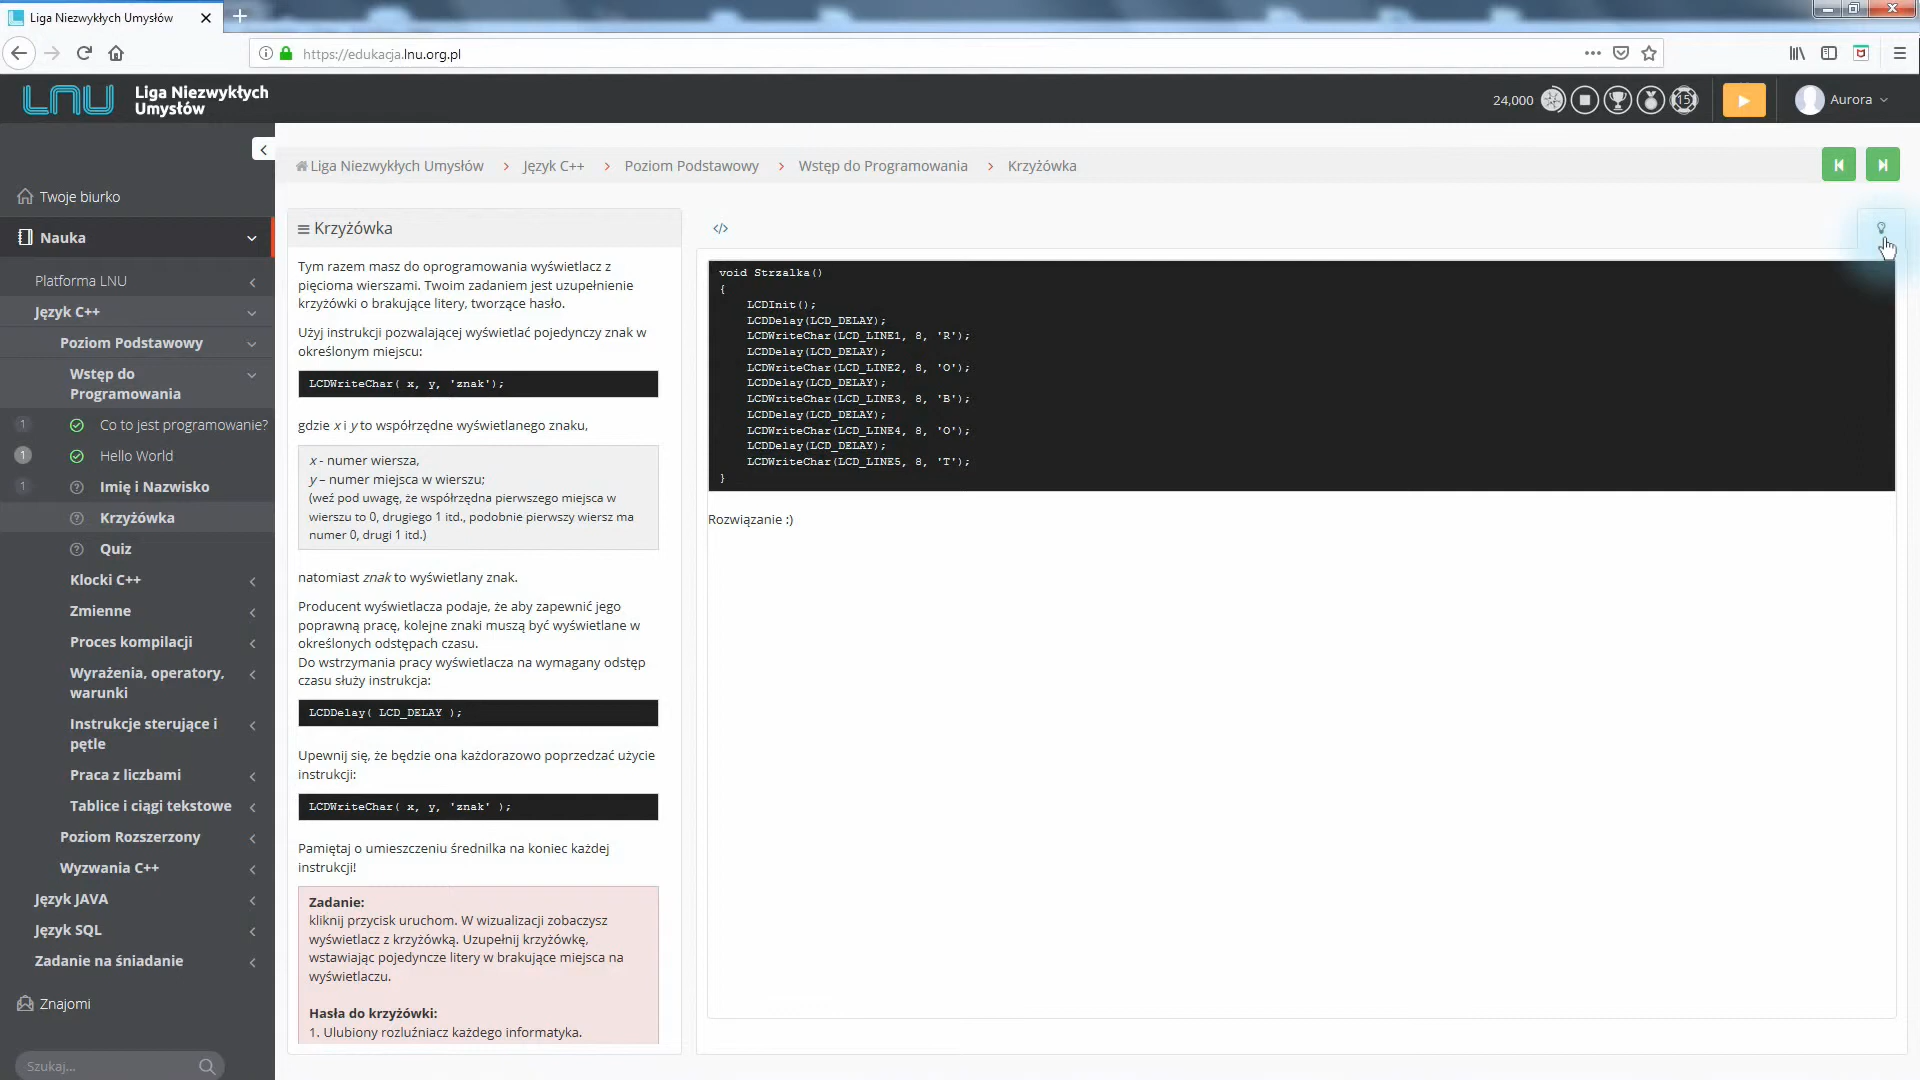 Liga Niezwykłych Umysłów
https://edukacja.lnu.org.pl
LNU
Liga Niezwykłych
Umysłów
24,000
15
Aurora
Liga Niezwykłych Umysłów > Język C++ > Poziom Podstawowy > Wstęp do Programowania > Krzyżówka
Twoje biurko
Nauka
Platforma LNU
Język C++
Poziom Podstawowy
Wstęp do
Programowania
1 Co to jest programowanie?
1 Hello World
1 Imię i Nazwisko
Krzyżówka
Quiz
Klocki C++
Zmienne
Proces kompilacji
Wyrażenia, operatory,
warunki
Instrukcje sterujące i
pętle
Praca z liczbami
Tablice i ciągi tekstowe
Poziom Rozszerzony
Wyzwania C++
Język JAVA
Język SQL
Zadanie na śniadanie
Znajomi
Szukaj...
Krzyżówka
Tym razem masz do oprogramowania wyświetlacz z
pięcioma wierszami. Twoim zadaniem jest uzupełnienie
krzyżówki o brakujące litery, tworzące hasło.
Użyj instrukcji pozwalającej wyświetlać pojedynczy znak w
określonym miejscu:
LCDWriteChar( x, y, 'znak');
gdzie x i y to współrzędne wyświetlanego znaku,
x - numer wiersza,
y – numer miejsca w wierszu;
(weź pod uwagę, że współrzędna pierwszego miejsca w
wierszu to 0, drugiego 1 itd., podobnie pierwszy wiersz ma
numer 0, drugi 1 itd.)
natomiast znak to wyświetlany znak.
Producent wyświetlacza podaje, że aby zapewnić jego
poprawną pracę, kolejne znaki muszą być wyświetlane w
określonych odstępach czasu.
Do wstrzymania pracy wyświetlacza na wymagany odstęp
czasu służy instrukcja:
LCDDelay( LCD_DELAY );
Upewnij się, że będzie ona każdorazowo poprzedzać użycie
instrukcji:
LCDWriteChar( x, y, 'znak' );
Pamiętaj o umieszczeniu średnika na koniec każdej
instrukcji!
Zadanie:
kliknij przycisk uruchom. W wizualizacji zobaczysz
wyświetlacz z krzyżówką. Uzupełnij krzyżówkę,
wstawiając pojedyncze litery w brakujące miejsca na
wyświetlaczu.
Hasła do krzyżówki:
1. Ulubiony rozluźniacz każdego informatyka.
</>
void Strzalka()
{
LCDInit();
LCDDelay(LCD_DELAY);
LCDWriteChar(LCD_LINE1, 8, 'R');
LCDDelay(LCD_DELAY);
LCDWriteChar(LCD_LINE2, 8, 'O');
LCDDelay(LCD_DELAY);
LCDWriteChar(LCD_LINE3, 8, 'B');
LCDDelay(LCD_DELAY);
LCDWriteChar(LCD_LINE4, 8, 'O');
LCDDelay(LCD_DELAY);
LCDWriteChar(LCD_LINE5, 8, 'T');
}
Rozwiązanie :)